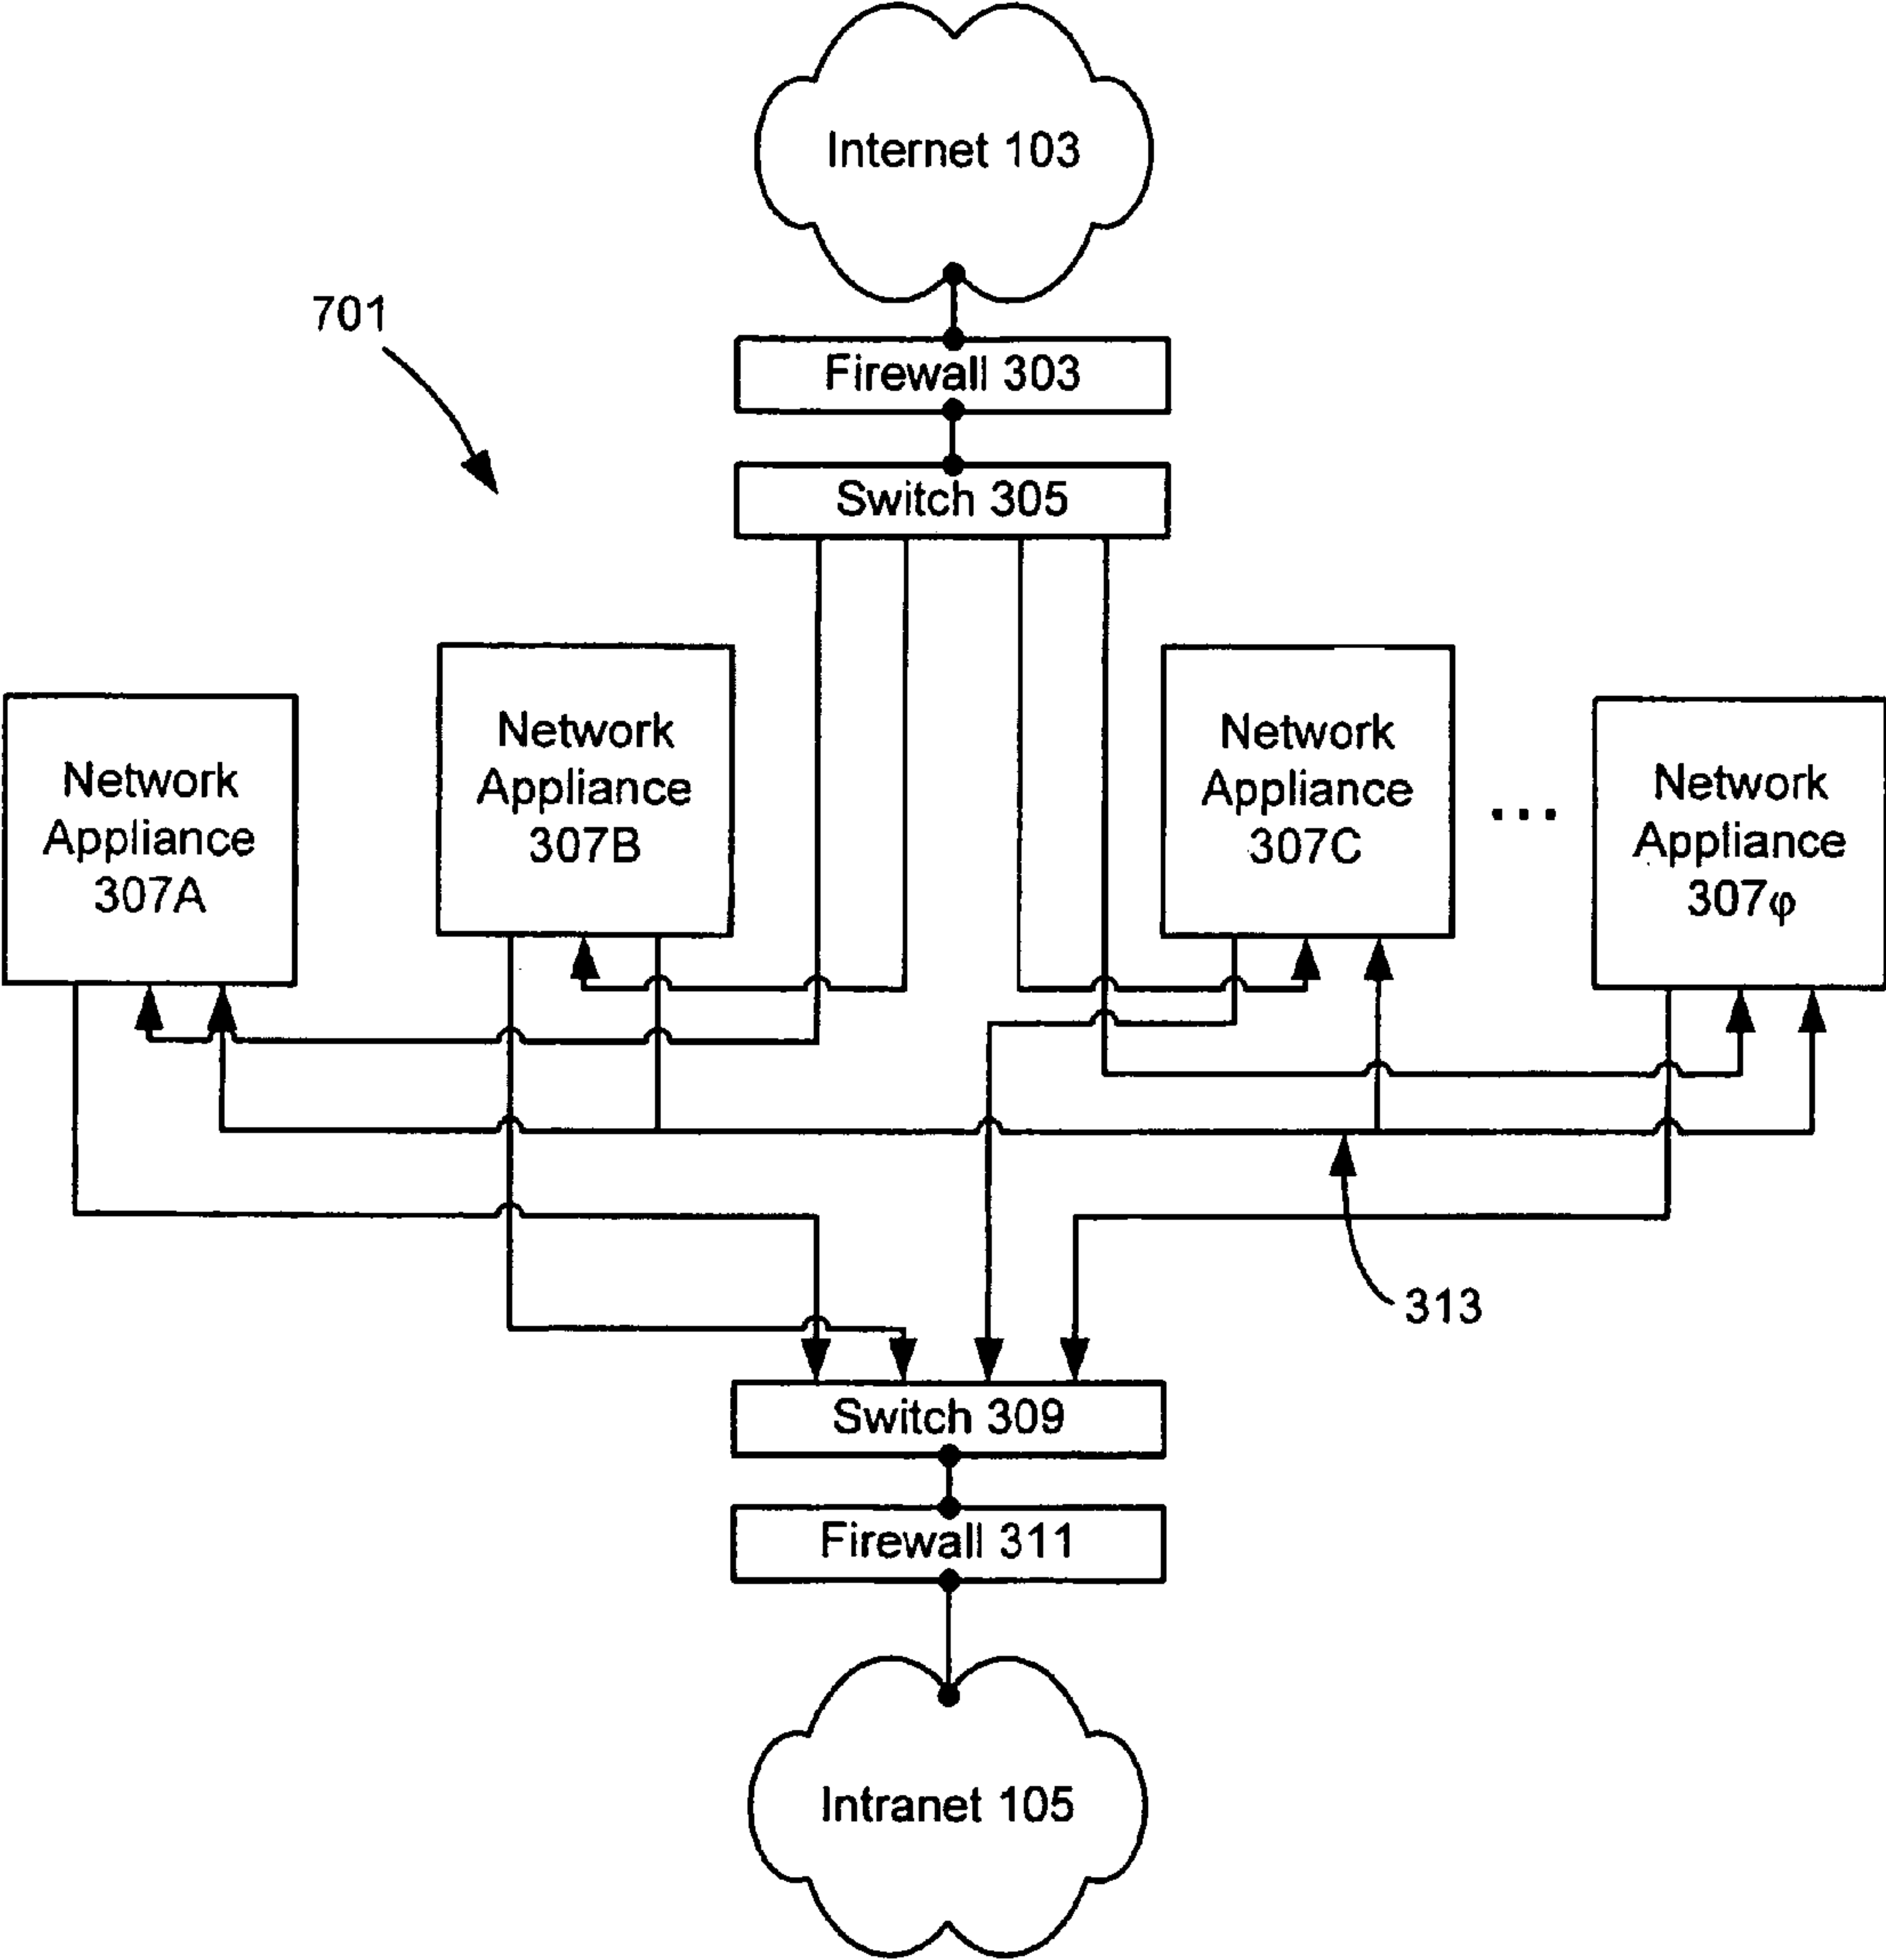 Internet 103
701
Firewall 303
Switch 305
Network
Appliance
307A
Network
Appliance
307B
Network
Appliance
307C
...
Network
Appliance
307φ
313
Switch 309
Firewall 311
Intranet 105